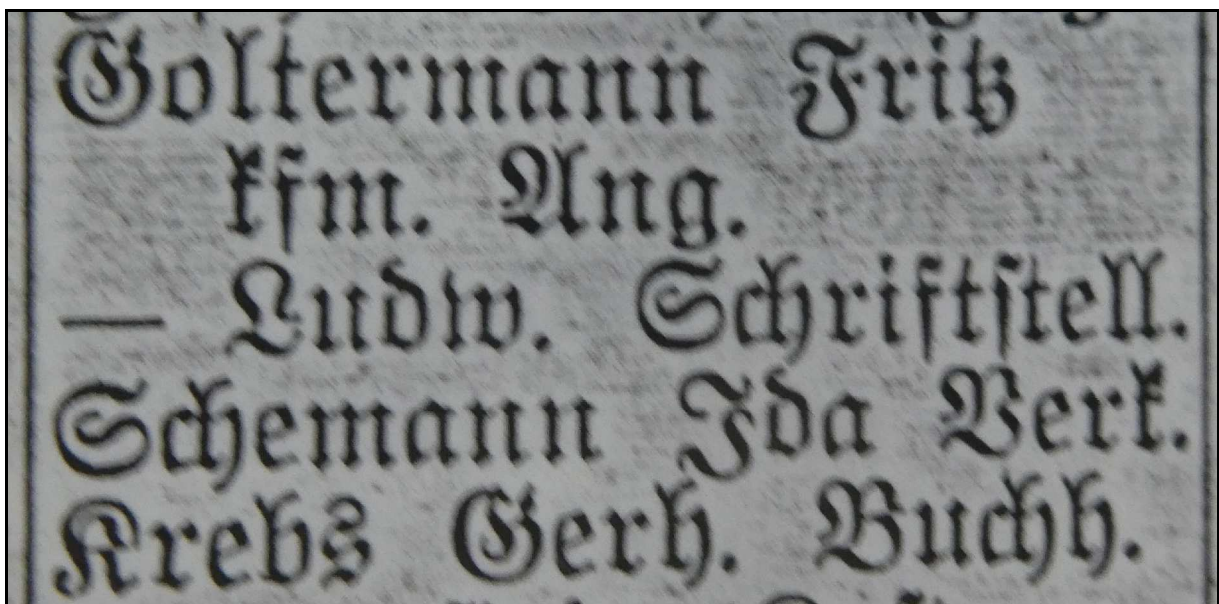 Goltermann Fritz
kfm. Ang.
— Ludw. Schriftstell.
Schemann Ida Verk.
Krebs Gerh. Buchh.